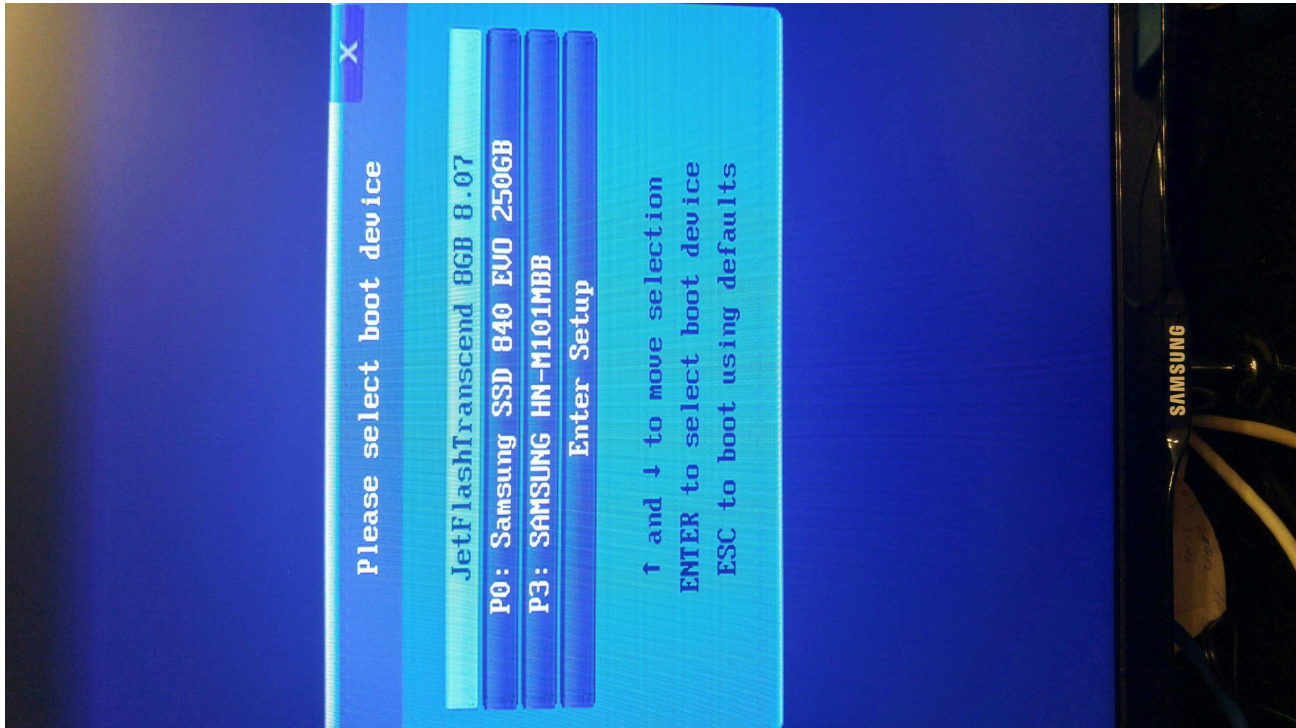 X
Please select boot device
JetFlashTranscend 8GB 8.07
P0: Samsung SSD 840 EVO 250GB
P3: SAMSUNG HN-M101MBB
Enter Setup
↑ and ↓ to move selection
ENTER to select boot device
ESC to boot using defaults
SAMSUNG